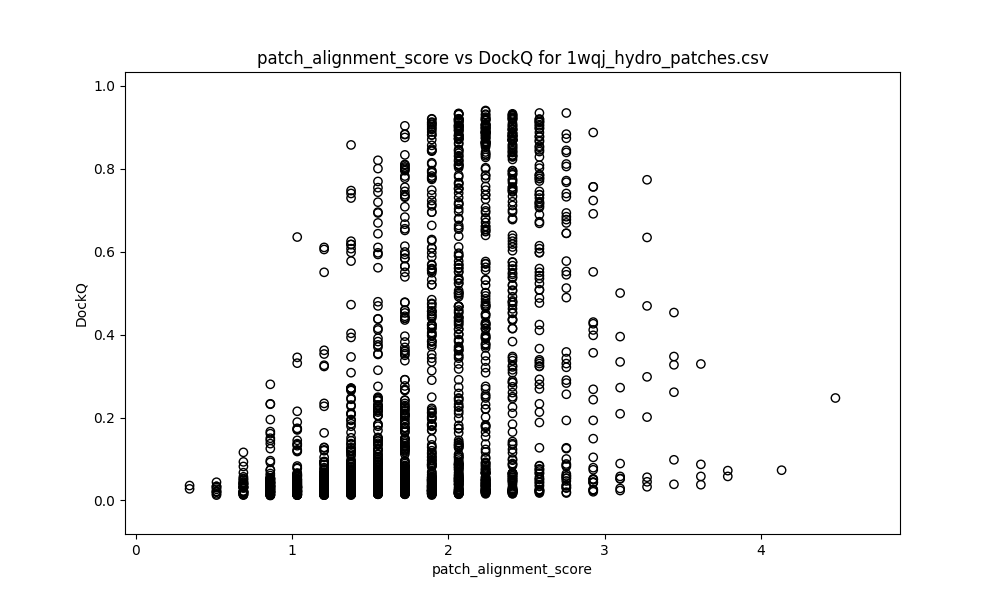 patch_alignment_score vs DockQ for 1wqj_hydro_patches.csv
1.0
0.8
0.6
0.4
0.2
0.0
DockQ
0 1 2 3 4
patch_alignment_score